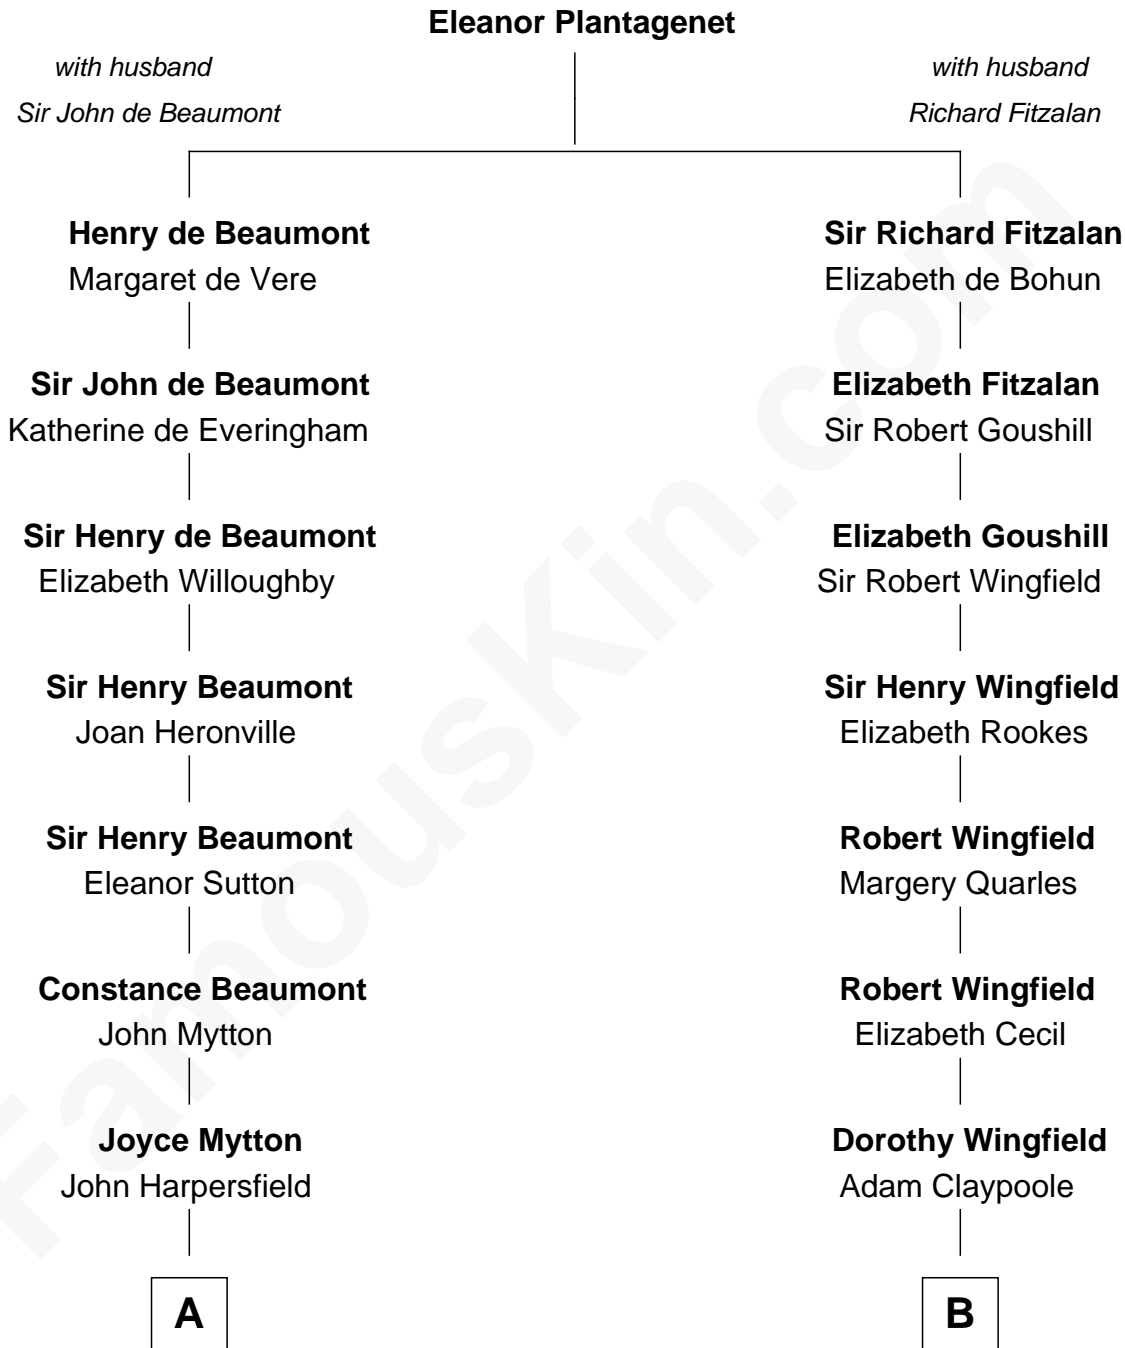 Eleanor Plantagenet
with husband
Sir John de Beaumont
with husband
Richard Fitzalan
Henry de Beaumont
Margaret de Vere
Sir Richard Fitzalan
Elizabeth de Bohun
Sir John de Beaumont
Katherine de Everingham
Elizabeth Fitzalan
Sir Robert Goushill
Sir Henry de Beaumont
Elizabeth Willoughby
Elizabeth Goushill
Sir Robert Wingfield
Sir Henry Beaumont
Joan Heronville
Sir Henry Wingfield
Elizabeth Rookes
Sir Henry Beaumont
Eleanor Sutton
Robert Wingfield
Margery Quarles
Constance Beaumont
John Mytton
Robert Wingfield
Elizabeth Cecil
Joyce Mytton
John Harpersfield
Dorothy Wingfield
Adam Claypoole
A
B
FamousKin.com